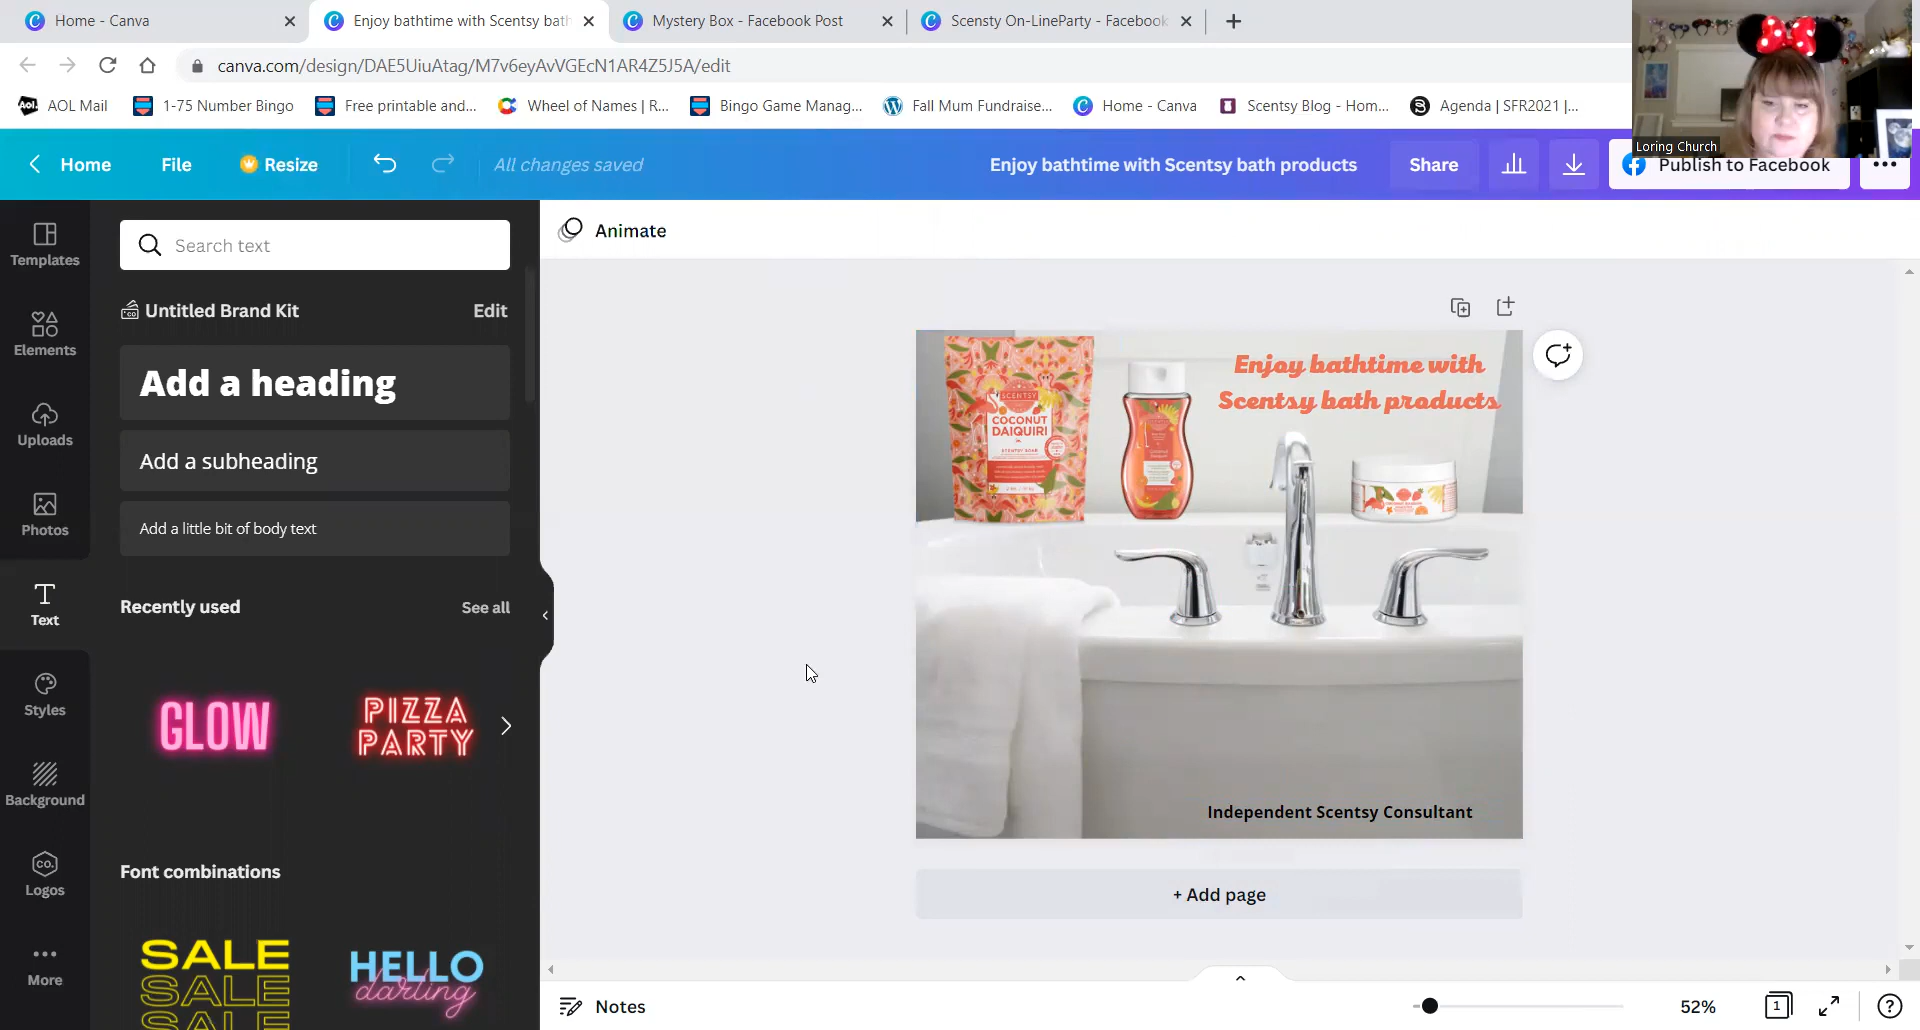 Home - Canva
Enjoy bathtime with Scentsy bath
Mystery Box - Facebook Post
Scensty On-LineParty - Facebook
canva.com/design/DAE5UiuAtag/M7v6eyAvVGEcN1AR4Z5J5A/edit
Aol.
AOL Mail
1-75 Number Bingo
Free printable and...
Wheel of Names | R...
Bingo Game Manag...
Fall Mum Fundraise...
Home - Canva
Scentsy Blog - Hom...
Agenda | SFR2021 |...
Loring Church
Home
File
Resize
All changes saved
Enjoy bathtime with Scentsy bath products
Share
Publish to Facebook
Templates
Elements
Uploads
Photos
Text
Styles
Background
CO.
Logos
More
Search text
Untitled Brand Kit
Edit
Add a heading
Add a subheading
Add a little bit of body text
Recently used
See all
GLOW
PIZZA
PARTY
Font combinations
SALE
SALE
SALE
HELLO
darling
Animate
Enjoy bathtime with
Scentsy bath products
SCENTSY
COCONUT
DAIQUIRI
SCENTSY SOAK
Independent Scentsy Consultant
+ Add page
Notes
52%
1